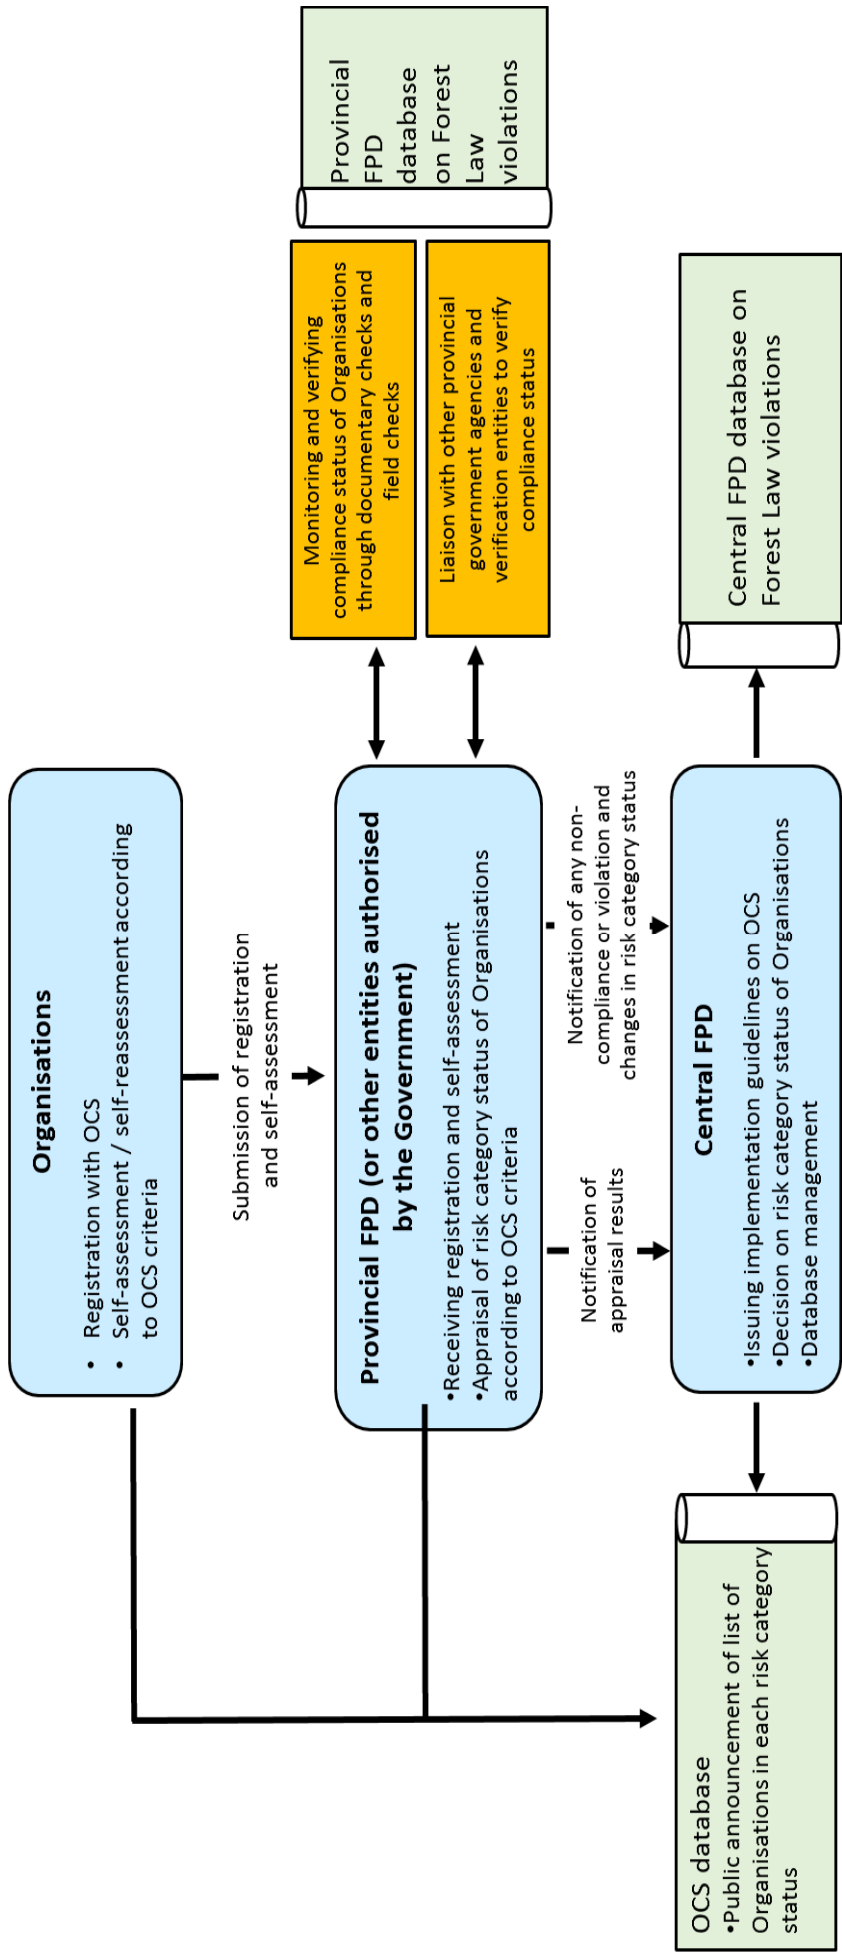 Organisations
• Registration with OCS
• Self-assessment / self-reassessment according
to OCS criteria
Submission of registration
and self-assessment
Provincial FPD (or other entities authorised
by the Government)
•Receiving registration and self-assessment
•Appraisal of risk category status of Organisations
according to OCS criteria
Monitoring and verifying
compliance status of Organisations
through documentary checks and
field checks
Liaison with other provincial
government agencies and
verification entities to verify
compliance status
Provincial
FPD
database
on Forest
Law
violations
Notification of
appraisal results
Notification of any non-
compliance or violation and
changes in risk category status
OCS database
•Public announcement of list of
Organisations in each risk category
status
Central FPD
•Issuing implementation guidelines on OCS
•Decision on risk category status of Organisations
•Database management
Central FPD database on
Forest Law violations